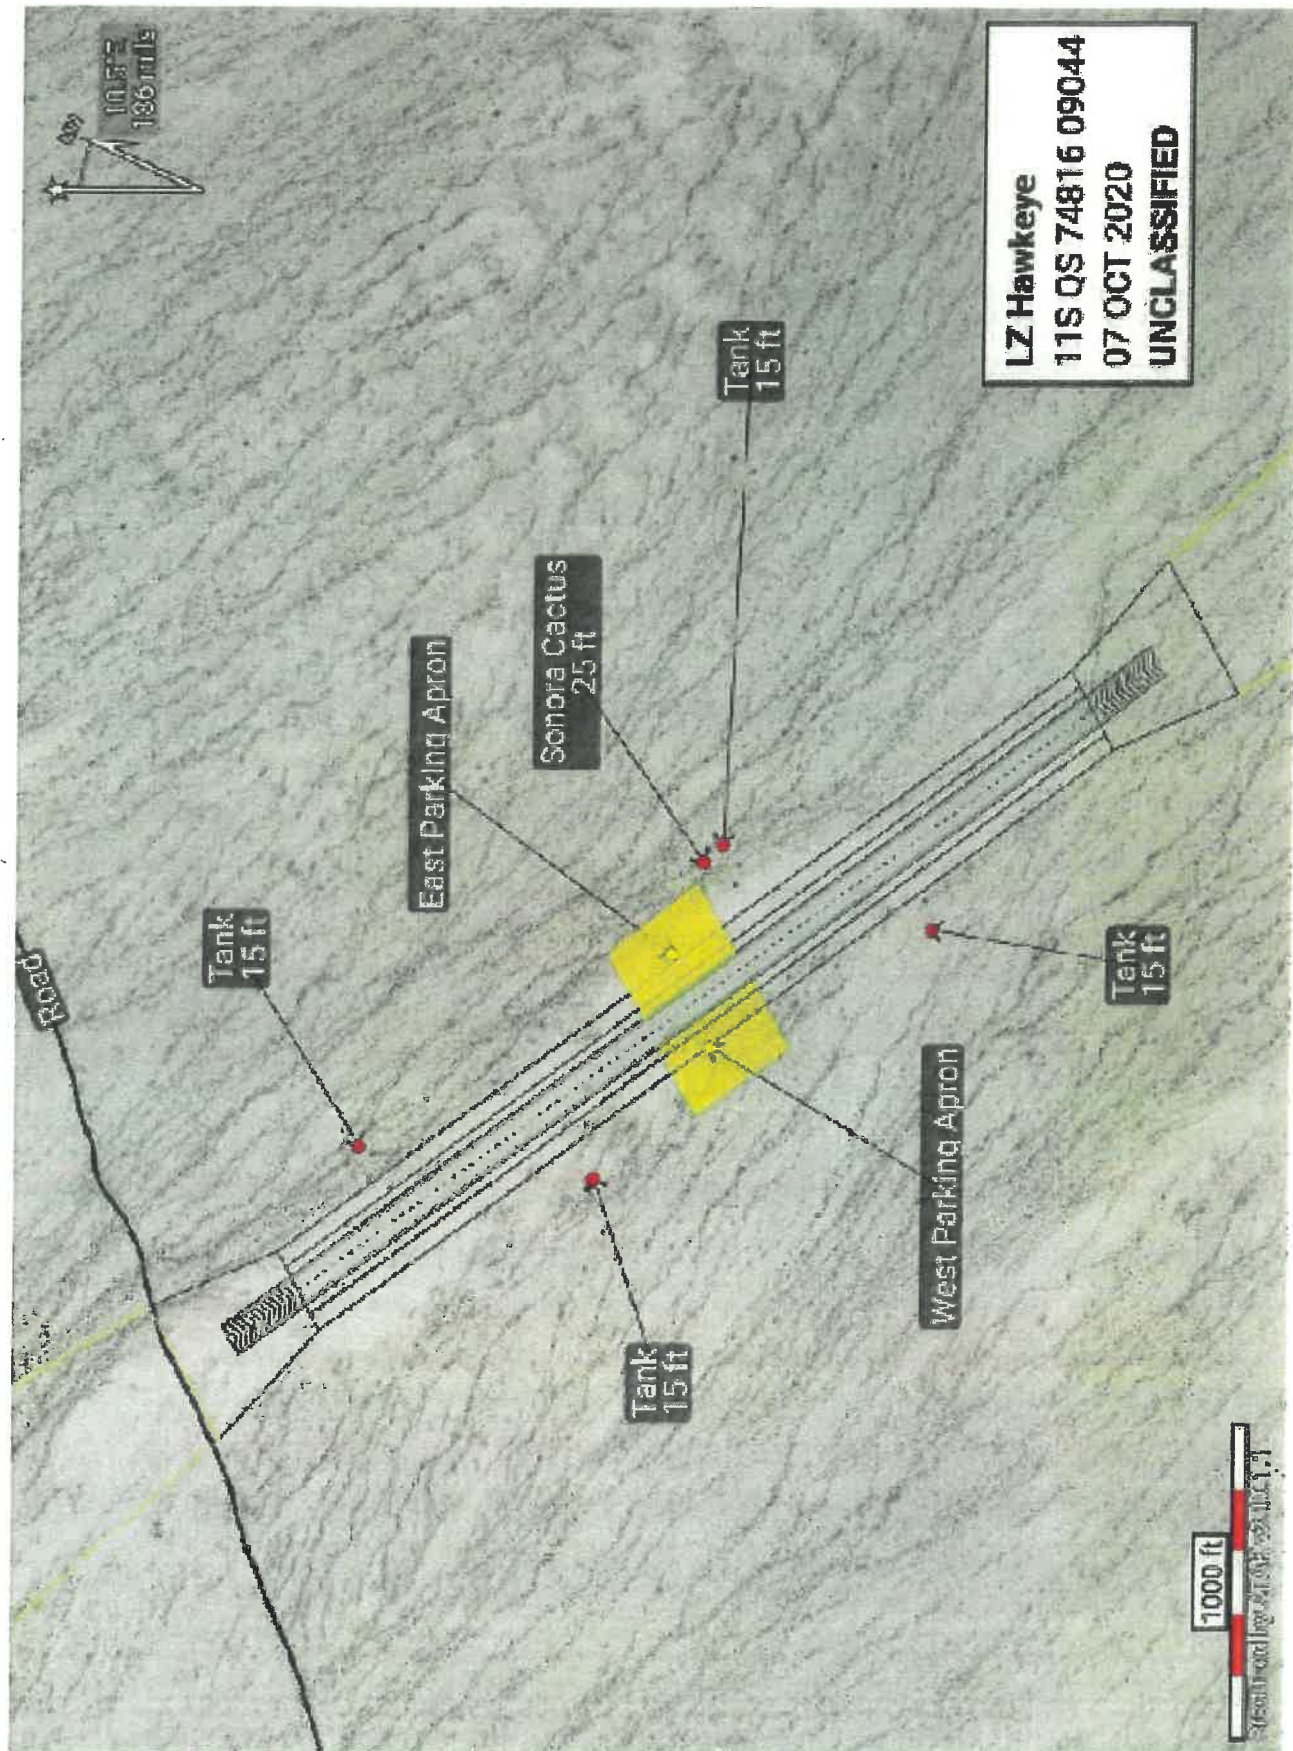 MN
10.5°E
186 mils
Road
Tank
15 ft
East Parking Apron
Sonora Cactus
25 ft
Tank
15 ft
Tank
15 ft
West Parking Apron
Tank
15 ft
1000 ft
LZ Hawkeye
11S QS 74816 09044
07 OCT 2020
UNCLASSIFIED